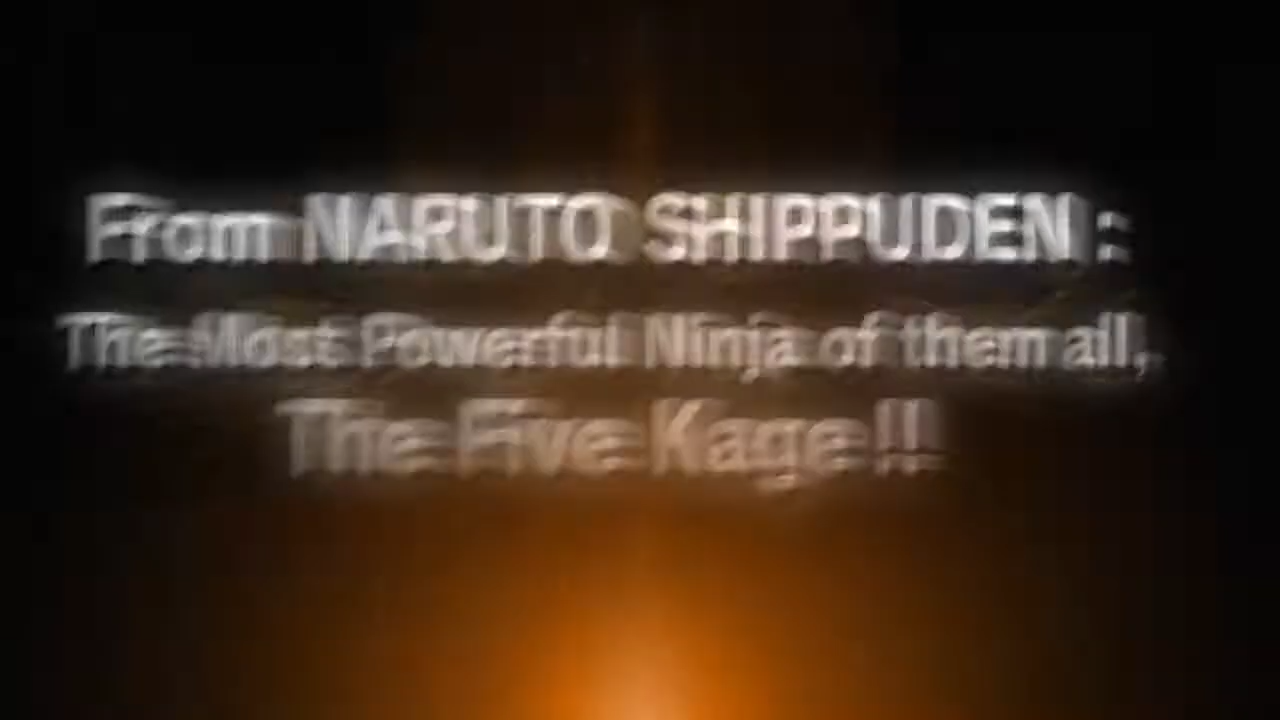 From NARUTO SHIPPUDEN :
The Most Powerful Ninja of them all,
The Five Kage !!